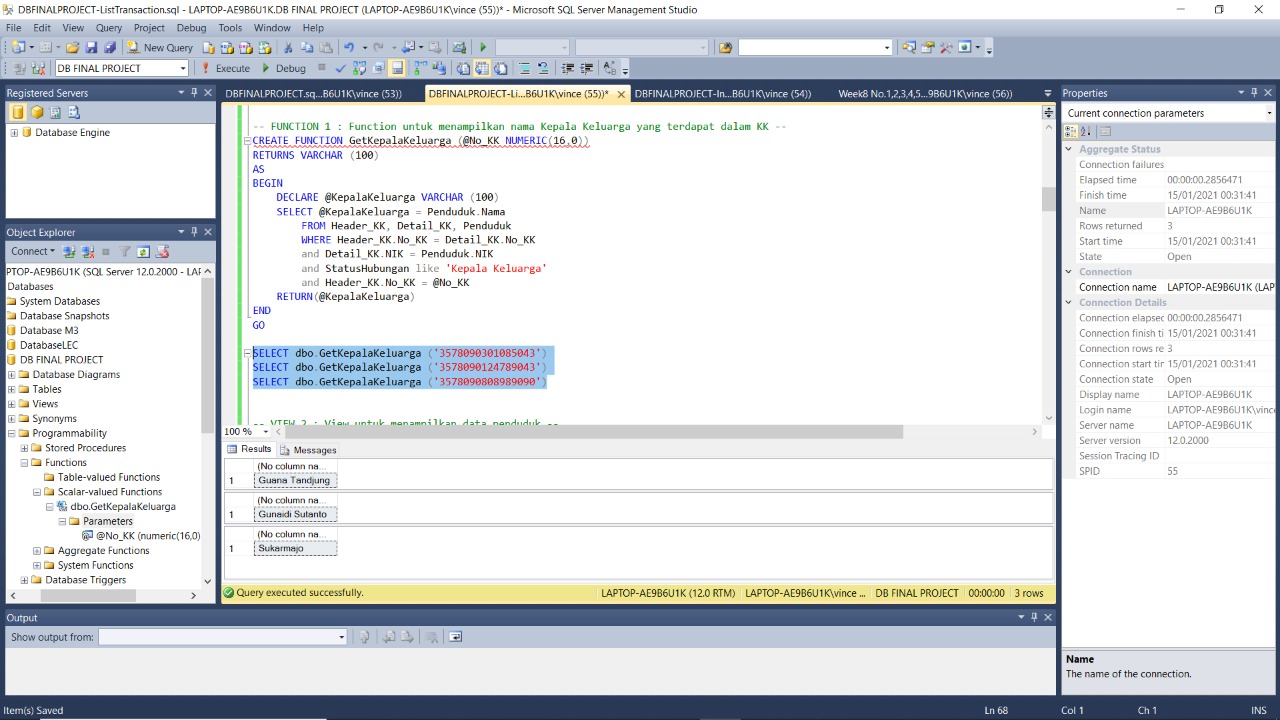 DBFINALPROJECT-ListTransaction.sql - LAPTOP-AE9B6U1K.DB FINAL PROJECT (LAPTOP-AE9B6U1K\vince (55))* - Microsoft SQL Server Management Studio
File Edit View Query Project Debug Tools Window Help
New Query
DB FINAL PROJECT Execute Debug
Registered Servers
Database Engine
Object Explorer
Connect
PTOP-AE9B6U1K (SQL Server 12.0.2000 - LAF
Databases
System Databases
Database Snapshots
Database M3
DatabaseLEC
DB FINAL PROJECT
Database Diagrams
Tables
Views
Synonyms
Programmability
Stored Procedures
Functions
Table-valued Functions
Scalar-valued Functions
dbo.GetKepalaKeluarga
Parameters
@No_KK (numeric(16,0)
Aggregate Functions
System Functions
Database Triggers
DBFINALPROJECT.sq...B6U1K\vince (53)) DBFINALPROJECT-Li...B6U1K\vince (55))* DBFINALPROJECT-In...B6U1K\vince (54)) Week8 No.1,2,3,4,5...9B6U1K\vince (56))
-- FUNCTION 1 : Function untuk menampilkan nama Kepala Keluarga yang terdapat dalam KK --
CREATE FUNCTION GetKepalaKeluarga (@No_KK NUMERIC(16,0))
RETURNS VARCHAR (100)
AS
BEGIN
DECLARE @KepalaKeluarga VARCHAR (100)
SELECT @KepalaKeluarga = Penduduk.Nama
FROM Header_KK, Detail_KK, Penduduk
WHERE Header_KK.No_KK = Detail_KK.No_KK
and Detail_KK.NIK = Penduduk.NIK
and StatusHubungan like 'Kepala Keluarga'
and Header_KK.No_KK = @No_KK
RETURN(@KepalaKeluarga)
END
GO
SELECT dbo.GetKepalaKeluarga ('3578090301085043')
SELECT dbo.GetKepalaKeluarga ('3578090124789043')
SELECT dbo.GetKepalaKeluarga ('3578090808989090')
-- VIEW 2 : View untuk menampilkan data penduduk --
100 %
Results Messages
(No column na...
1 Guana Tandjung
(No column na...
1 Gunaidi Sutanto
(No column na...
1 Sukarmajo
Query executed successfully. LAPTOP-AE9B6U1K (12.0 RTM) LAPTOP-AE9B6U1K\vince ... DB FINAL PROJECT 00:00:00 3 rows
Properties
Current connection parameters
Aggregate Status
Connection failures
Elapsed time 00:00:00.2856471
Finish time 15/01/2021 00:31:41
Name LAPTOP-AE9B6U1K
Rows returned 3
Start time 15/01/2021 00:31:41
State Open
Connection
Connection name LAPTOP-AE9B6U1K (LAP
Connection Details
Connection elapsec 00:00:00.2856471
Connection finish ti 15/01/2021 00:31:41
Connection rows re 3
Connection start tir 15/01/2021 00:31:41
Connection state Open
Display name LAPTOP-AE9B6U1K
Login name LAPTOP-AE9B6U1K\vince
Server name LAPTOP-AE9B6U1K
Server version 12.0.2000
Session Tracing ID
SPID 55
Name
The name of the connection.
Output
Show output from:
Item(s) Saved Ln 68 Col 1 Ch 1 INS